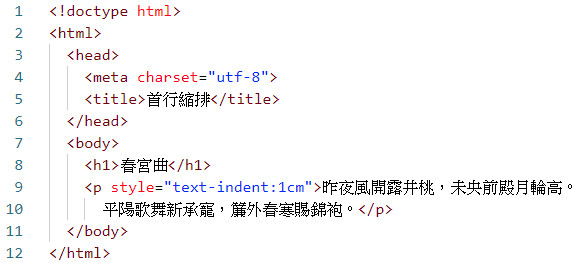 1 <!doctype html>
2 <html>
3 <head>
4 <meta charset="utf-8">
5 <title>首行縮排</title>
6 </head>
7 <body>
8 <h1>春宮曲</h1>
9 <p style="text-indent:1cm">昨夜風開露井桃，未央前殿月輪高。
10 平陽歌舞新承寵，簾外春寒賜錦袍。</p>
11 </body>
12 </html>